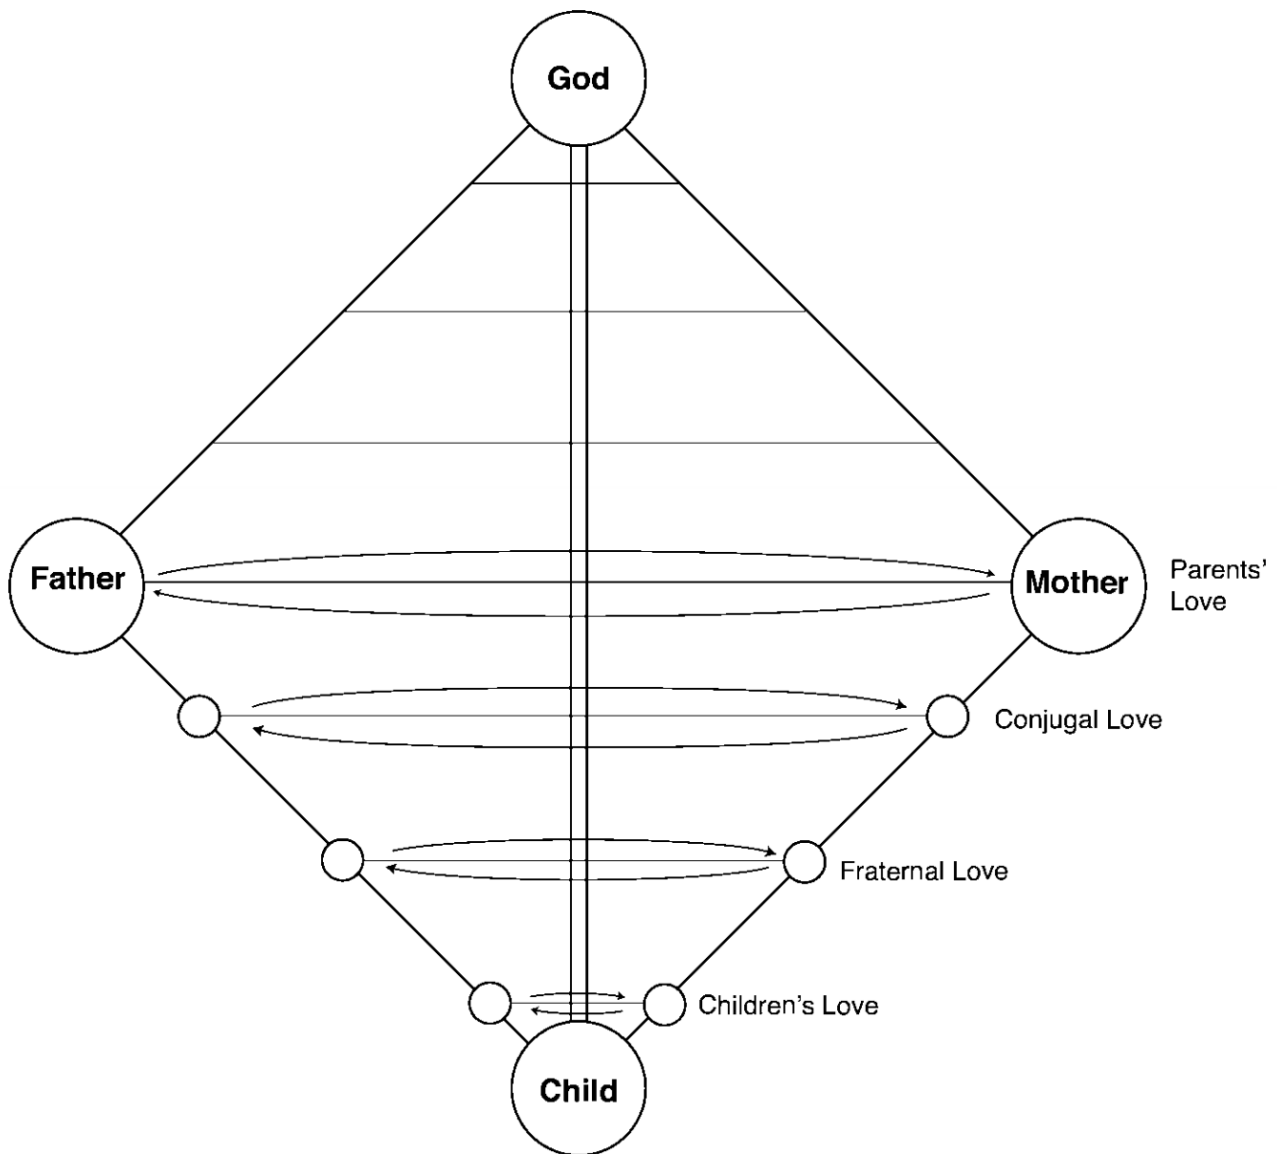 God
Father
Mother
Parents’
Love
Conjugal Love
Fraternal Love
Children’s Love
Child